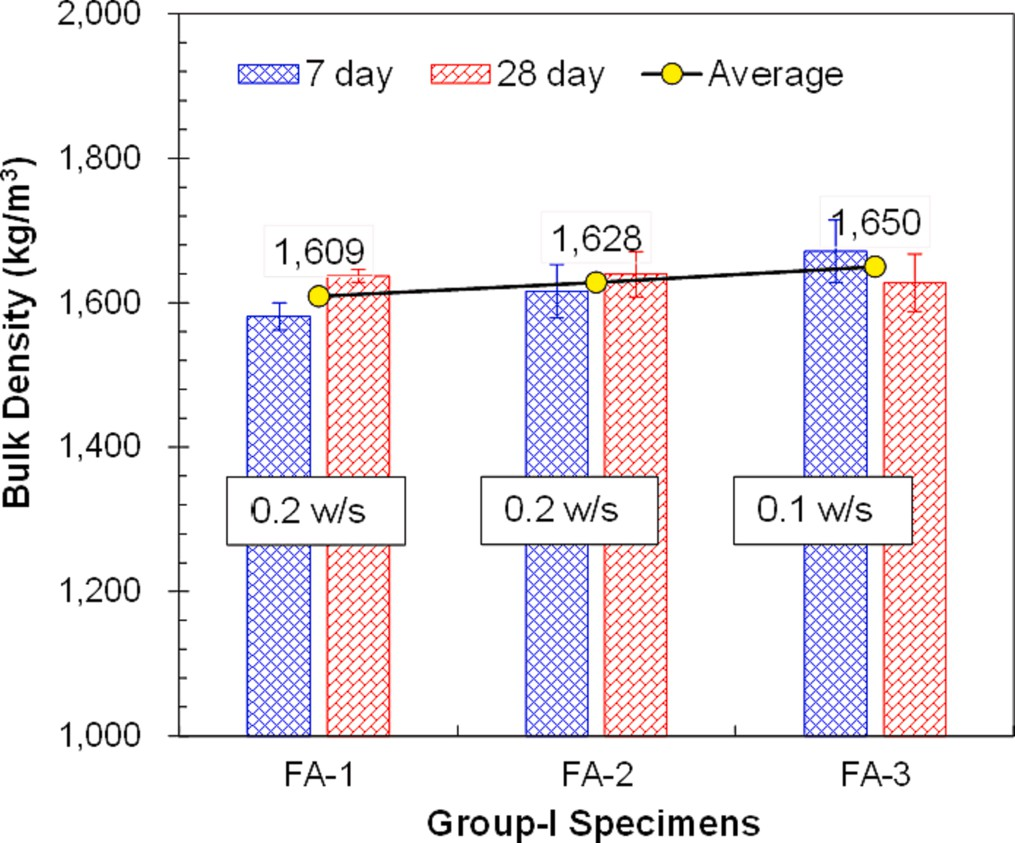 2,000
1,800
1,600
1,400
1,200
1,000
Bulk Density (kg/m³)
7 day
28 day
Average
1,609
1,628
1,650
0.2 w/s
0.2 w/s
0.1 w/s
FA-1
FA-2
FA-3
Group-I Specimens